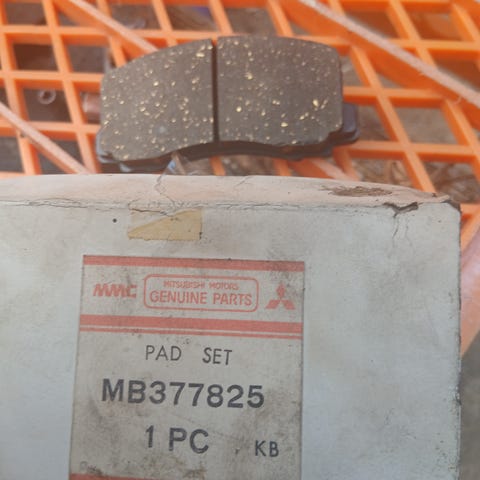 MMC
MITSUBISHI MOTORS
GENUINE PARTS
PAD SET
MB377825
1 PC KB